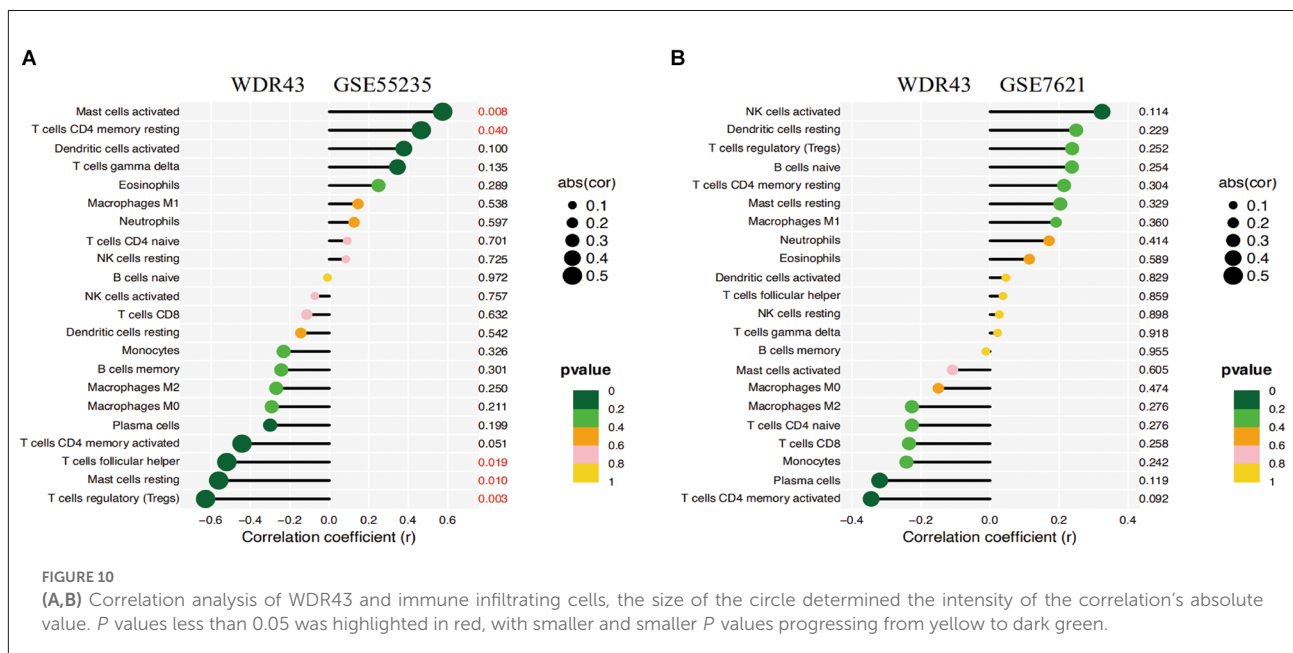 A
WDR43 GSE55235
Mast cells activated 0.008
T cells CD4 memory resting 0.040
Dendritic cells activated 0.100
T cells gamma delta 0.135
Eosinophils 0.289
Macrophages M1 0.538
Neutrophils 0.597
T cells CD4 naive 0.701
NK cells resting 0.725
B cells naive 0.972
NK cells activated 0.757
T cells CD8 0.632
Dendritic cells resting 0.542
Monocytes 0.326
B cells memory 0.301
Macrophages M2 0.250
Macrophages M0 0.211
Plasma cells 0.199
T cells CD4 memory activated 0.051
T cells follicular helper 0.019
Mast cells resting 0.010
T cells regulatory (Tregs) 0.003
−0.6 −0.4 −0.2 0.0 0.2 0.4 0.6
Correlation coefficient (r)
abs(cor)
0.1
0.2
0.3
0.4
0.5
pvalue
0
0.2
0.4
0.6
0.8
1
B
WDR43 GSE7621
NK cells activated 0.114
Dendritic cells resting 0.229
T cells regulatory (Tregs) 0.252
B cells naive 0.254
T cells CD4 memory resting 0.304
Mast cells resting 0.329
Macrophages M1 0.360
Neutrophils 0.414
Eosinophils 0.589
Dendritic cells activated 0.829
T cells follicular helper 0.859
NK cells resting 0.898
T cells gamma delta 0.918
B cells memory 0.955
Mast cells activated 0.605
Macrophages M0 0.474
Macrophages M2 0.276
T cells CD4 naive 0.276
T cells CD8 0.258
Monocytes 0.242
Plasma cells 0.119
T cells CD4 memory activated 0.092
−0.4 −0.2 0.0 0.2 0.4
Correlation coefficient (r)
abs(cor)
0.1
0.2
0.3
0.4
0.5
pvalue
0
0.2
0.4
0.6
0.8
1
FIGURE 10
(A,B) Correlation analysis of WDR43 and immune infiltrating cells, the size of the circle determined the intensity of the correlation's absolute
value. P values less than 0.05 was highlighted in red, with smaller and smaller P values progressing from yellow to dark green.